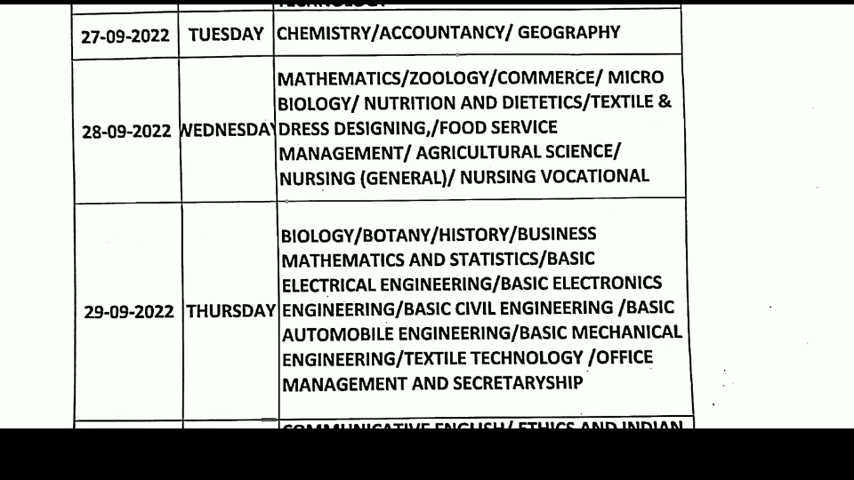 TECHNOLOGY
27-09-2022 TUESDAY CHEMISTRY/ACCOUNTANCY/ GEOGRAPHY
MATHEMATICS/ZOOLOGY/COMMERCE/ MICRO
BIOLOGY/ NUTRITION AND DIETETICS/TEXTILE &
28-09-2022 WEDNESDAY DRESS DESIGNING,/FOOD SERVICE
MANAGEMENT/ AGRICULTURAL SCIENCE/
NURSING (GENERAL)/ NURSING VOCATIONAL
BIOLOGY/BOTANY/HISTORY/BUSINESS
MATHEMATICS AND STATISTICS/BASIC
ELECTRICAL ENGINEERING/BASIC ELECTRONICS
29-09-2022 THURSDAY ENGINEERING/BASIC CIVIL ENGINEERING /BASIC
AUTOMOBILE ENGINEERING/BASIC MECHANICAL
ENGINEERING/TEXTILE TECHNOLOGY /OFFICE
MANAGEMENT AND SECRETARYSHIP
COMMUNICATIVE ENGLISH/ ETHICS AND INDIAN